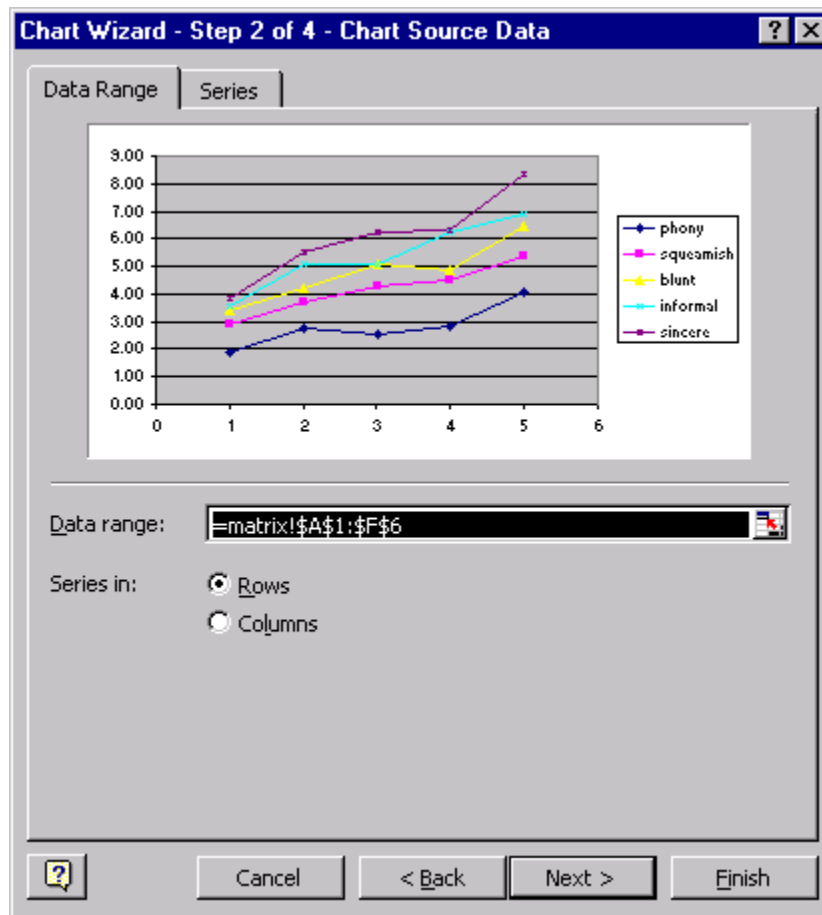 Chart Wizard - Step 2 of 4 - Chart Source Data
Data Range Series
9.00
8.00
7.00
6.00
5.00
4.00
3.00
2.00
1.00
0.00
0 1 2 3 4 5 6
phony
squeamish
blunt
informal
sincere
Data range: =matrix!$A$1:$F$6
Series in: Rows
Columns
Cancel < Back Next > Finish